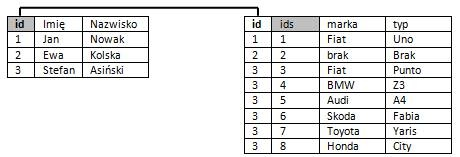 id Imię Nazwisko
1 Jan Nowak
2 Ewa Kolska
3 Stefan Asiński
id ids marka typ
1 1 Fiat Uno
2 2 brak Brak
3 3 Fiat Punto
3 4 BMW Z3
3 5 Audi A4
3 6 Skoda Fabia
3 7 Toyota Yaris
3 8 Honda City